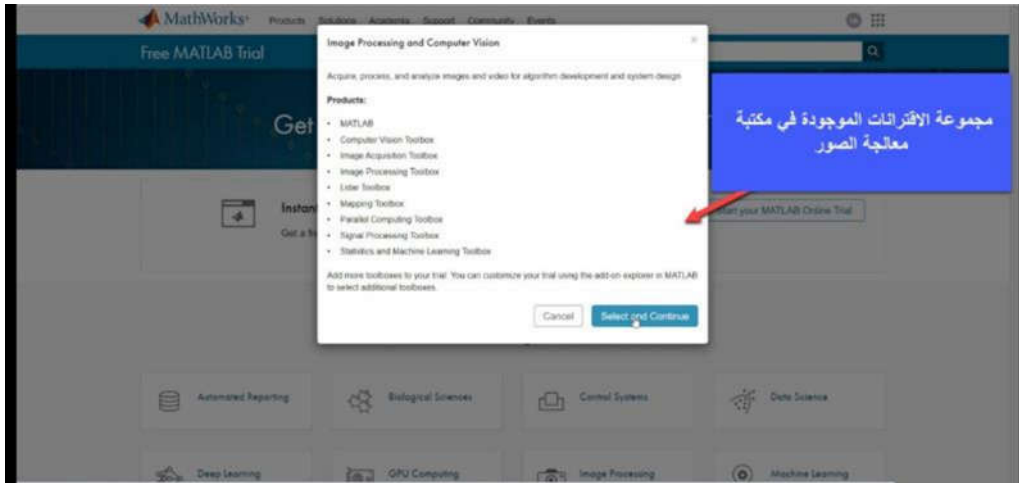 MathWorks
Products Solutions Academia Support Community Events
Free MATLAB Trial
Get
Image Processing and Computer Vision
×
Acquire, process, and analyze images and video for algorithm development and system design
Products:
• MATLAB
• Computer Vision Toolbox
• Image Acquisition Toolbox
• Image Processing Toolbox
• Lidar Toolbox
• Mapping Toolbox
• Parallel Computing Toolbox
• Signal Processing Toolbox
• Statistics and Machine Learning Toolbox
Add more toolboxes to your trial. You can customize your trial using the add-on explorer in MATLAB
to select additional toolboxes.
Cancel
Select and Continue
مجموعة الاقترانات الموجودة في مكتبة
معالجة الصور
Instan
Get a fr
tart your MATLAB Online Trial
Automated Reporting
Biological Sciences
Control Systems
Data Science
Deep Learning
GPU Computing
Image Processing
Machine Learning